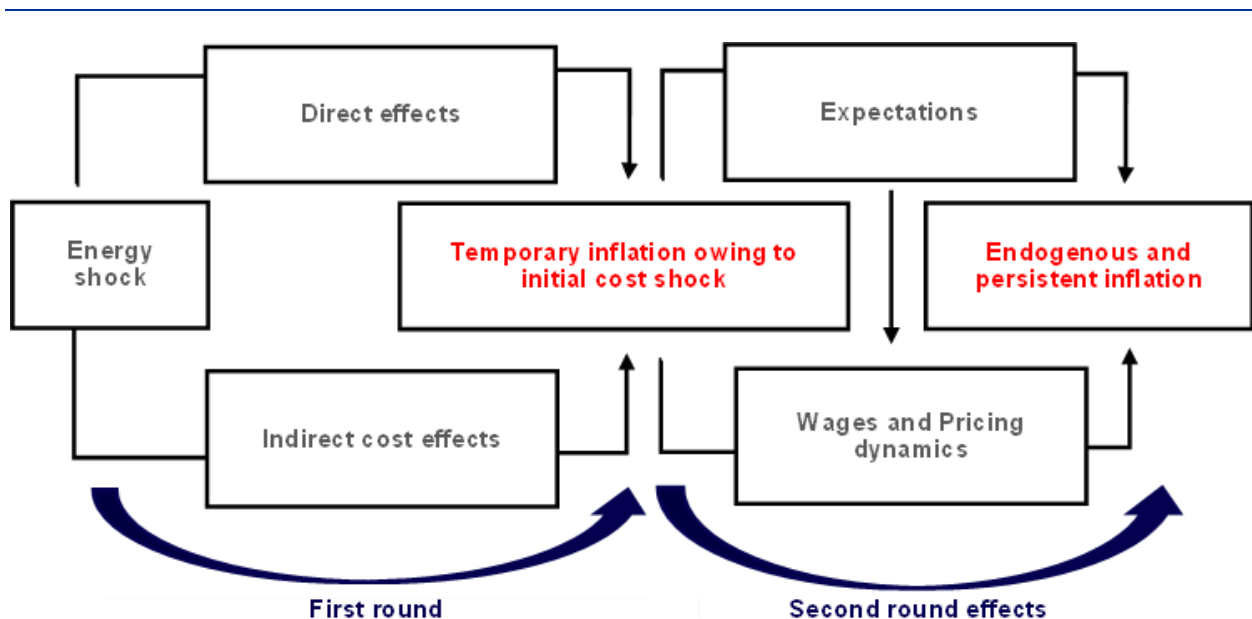 Direct effects
Expectations
Energy
shock
Temporary inflation owing to
initial cost shock
Endogenous and
persistent inflation
Indirect cost effects
Wages and Pricing
dynamics
First round
Second round effects